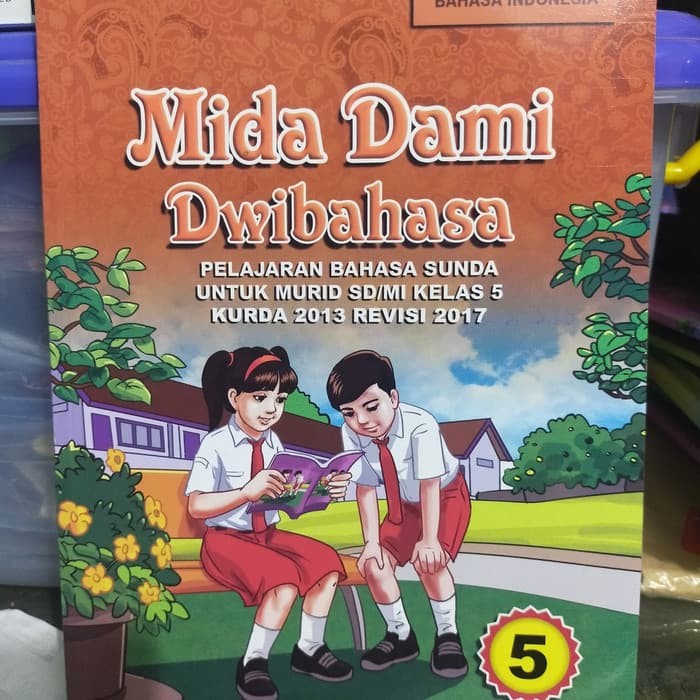 BAHASA INDONESIA
Mida Dami
Dwibahasa
PELAJARAN BAHASA SUNDA
UNTUK MURID SD/MI KELAS 5
KURDA 2013 REVISI 2017
5